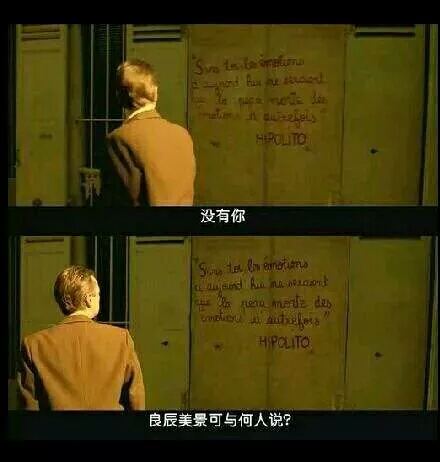 "Sans toi, les émotions
d'aujourd'hui ne seraient
que la peau morte des
émotions d'autrefois"
HIPOLITO
没有你
"Sans toi, les émotions
d'aujourd'hui ne seraient
que la peau morte des
émotions d'autrefois"
HIPOLITO
良辰美景可与何人说?